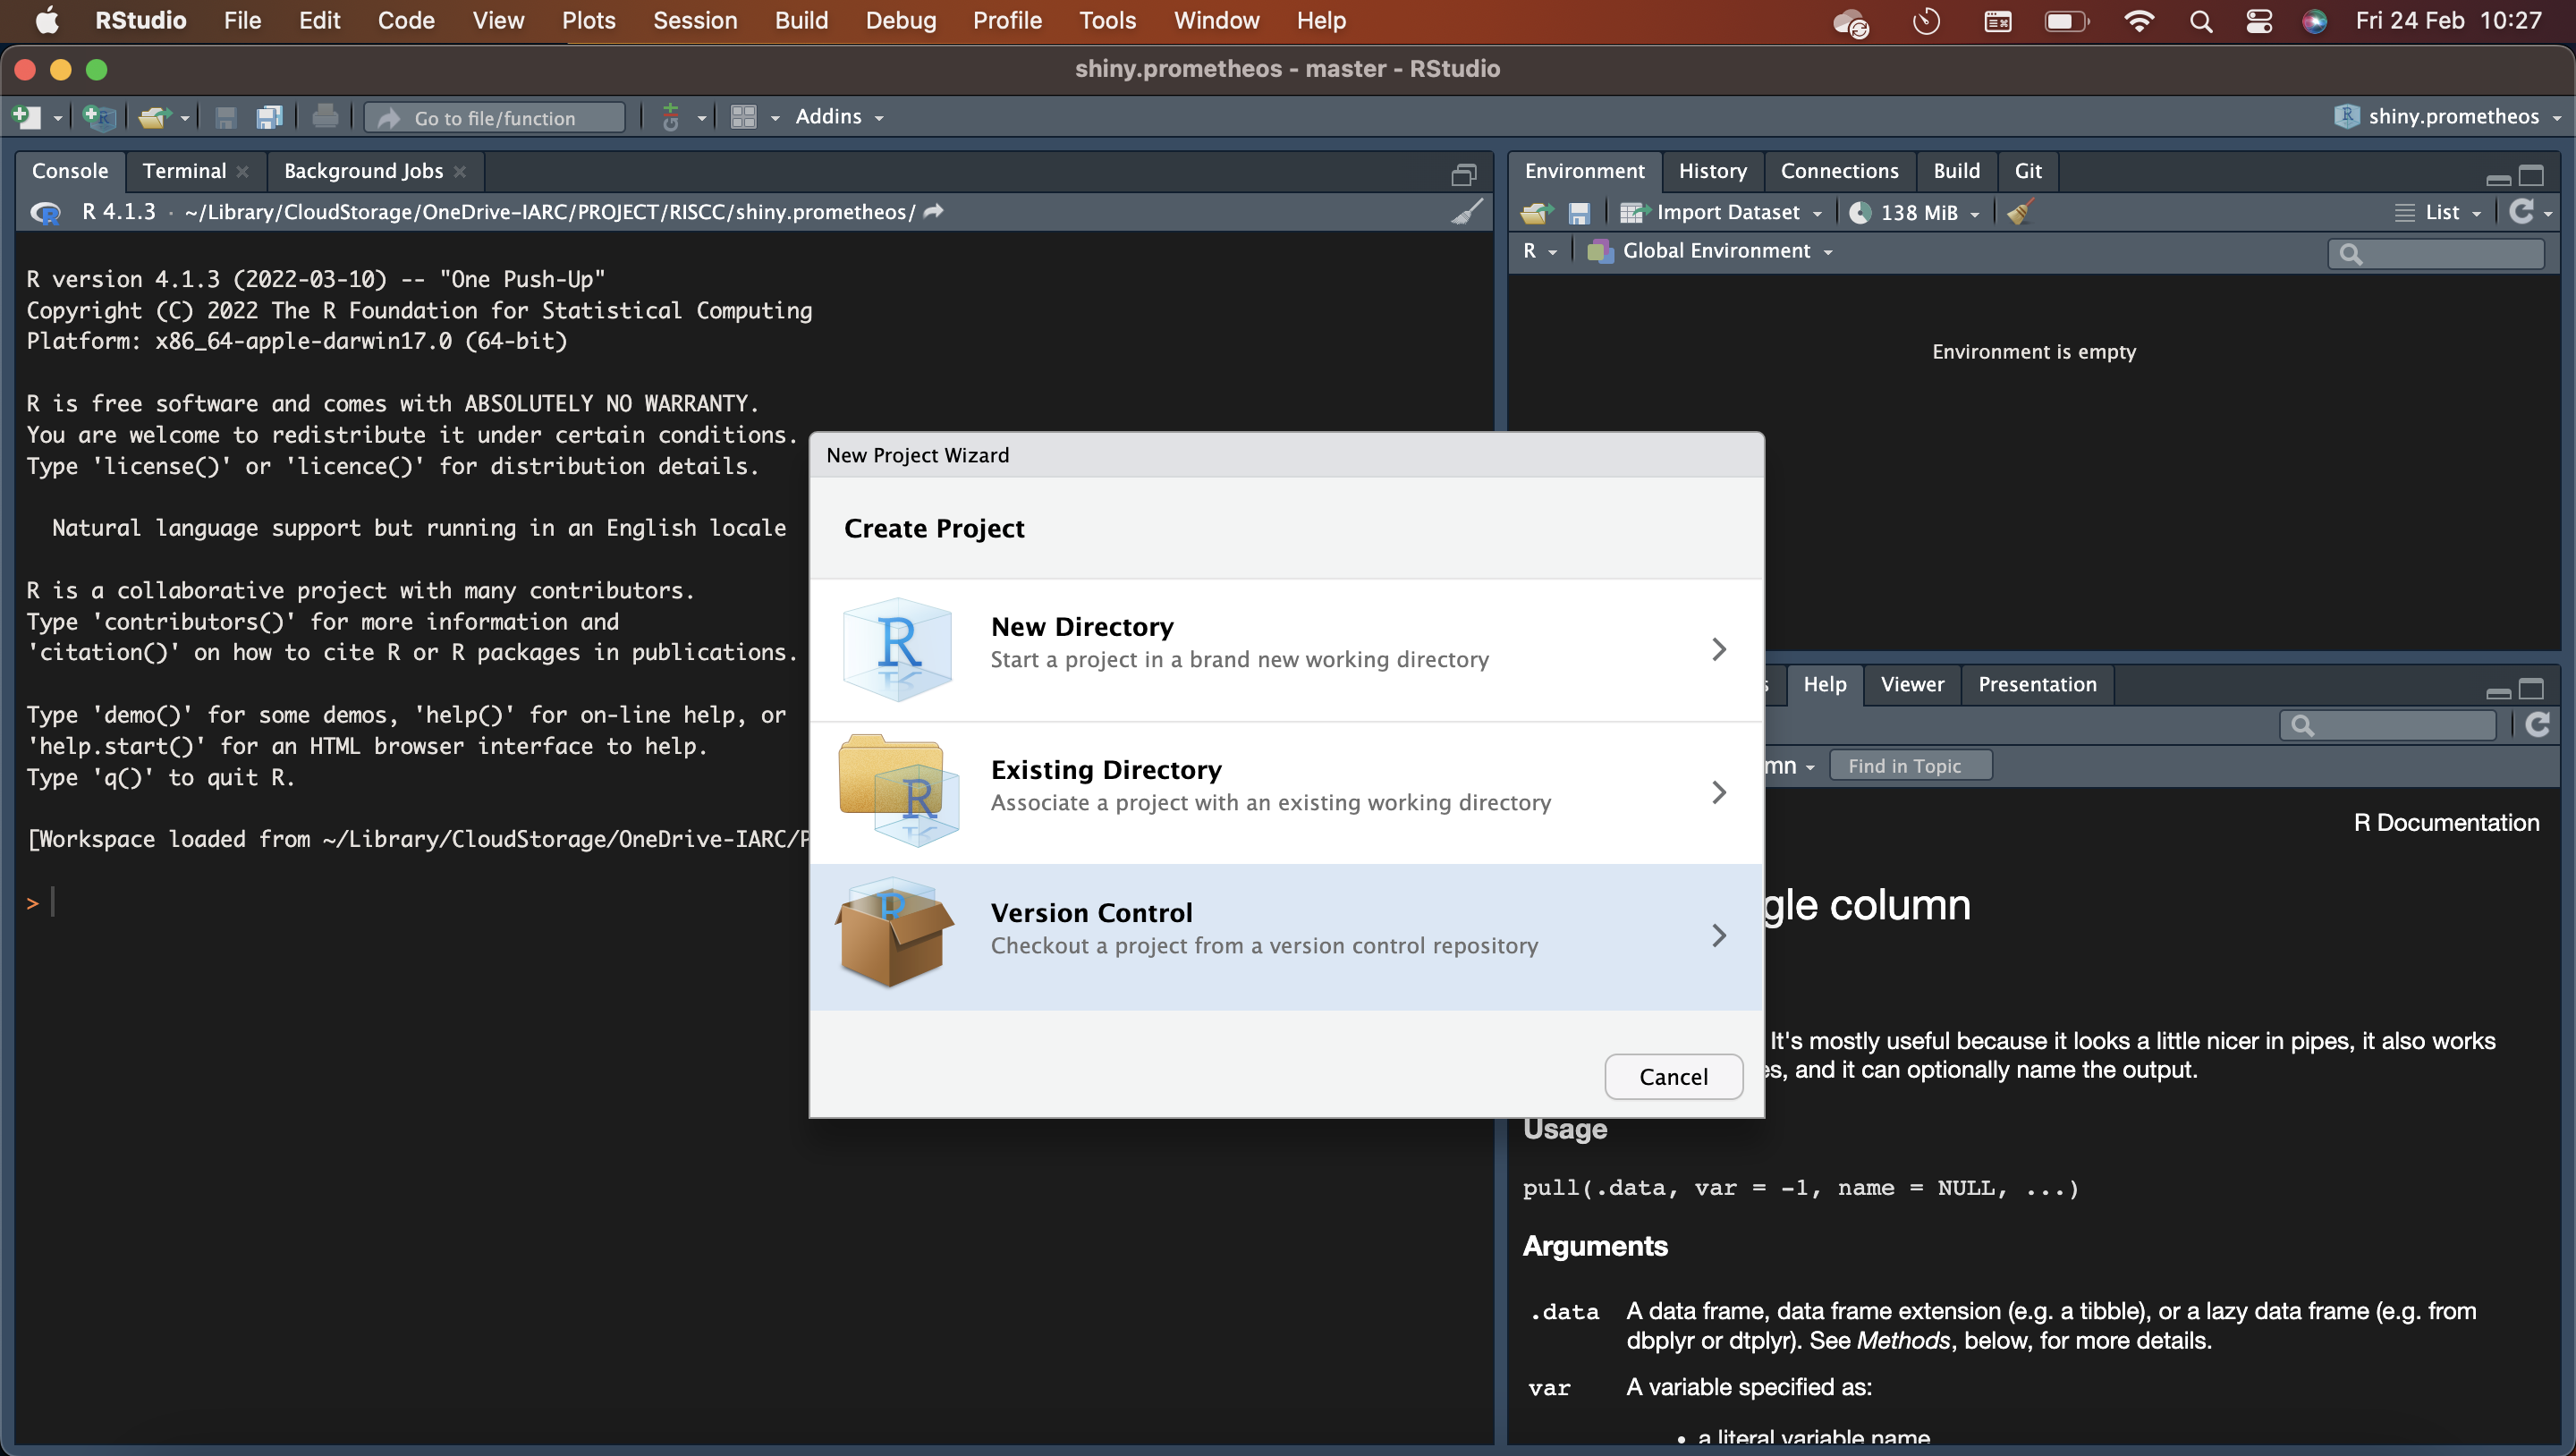 RStudio File Edit Code View Plots Session Build Debug Profile Tools Window Help Fri 24 Feb 10:27
shiny.prometheos - master - RStudio
Go to file/function Addins shiny.prometheos
Console Terminal Background Jobs
R 4.1.3 · ~/Library/CloudStorage/OneDrive-IARC/PROJECT/RISCC/shiny.prometheos/
R version 4.1.3 (2022-03-10) -- "One Push-Up"
Copyright (C) 2022 The R Foundation for Statistical Computing
Platform: x86_64-apple-darwin17.0 (64-bit)
R is free software and comes with ABSOLUTELY NO WARRANTY.
You are welcome to redistribute it under certain conditions.
Type 'license()' or 'licence()' for distribution details.
Natural language support but running in an English locale
R is a collaborative project with many contributors.
Type 'contributors()' for more information and
'citation()' on how to cite R or R packages in publications.
Type 'demo()' for some demos, 'help()' for on-line help, or
'help.start()' for an HTML browser interface to help.
Type 'q()' to quit R.
[Workspace loaded from ~/Library/CloudStorage/OneDrive-IARC/P
>
New Project Wizard
Create Project
New Directory
Start a project in a brand new working directory
Existing Directory
Associate a project with an existing working directory
Version Control
Checkout a project from a version control repository
Cancel
Environment History Connections Build Git
Import Dataset 138 MiB List
R Global Environment
Environment is empty
s Help Viewer Presentation
mn Find in Topic
R Documentation
gle column
It's mostly useful because it looks a little nicer in pipes, it also works
es, and it can optionally name the output.
Usage
pull(.data, var = -1, name = NULL, ...)
Arguments
.data A data frame, data frame extension (e.g. a tibble), or a lazy data frame (e.g. from
dbplyr or dtplyr). See Methods, below, for more details.
var A variable specified as:
• a literal variable name